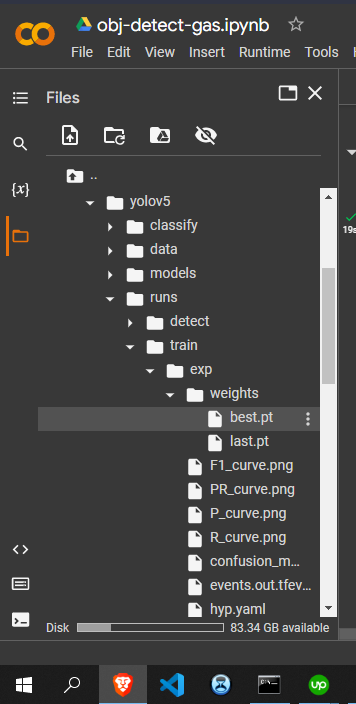 obj-detect-gas.ipynb
File Edit View Insert Runtime Tools
Files
{x}
..
yolov5
classify
data
models
runs
detect
train
exp
weights
best.pt
last.pt
F1_curve.png
PR_curve.png
P_curve.png
R_curve.png
confusion_m...
events.out.tfev...
hyp.yaml
Disk 83.34 GB available
19s
up